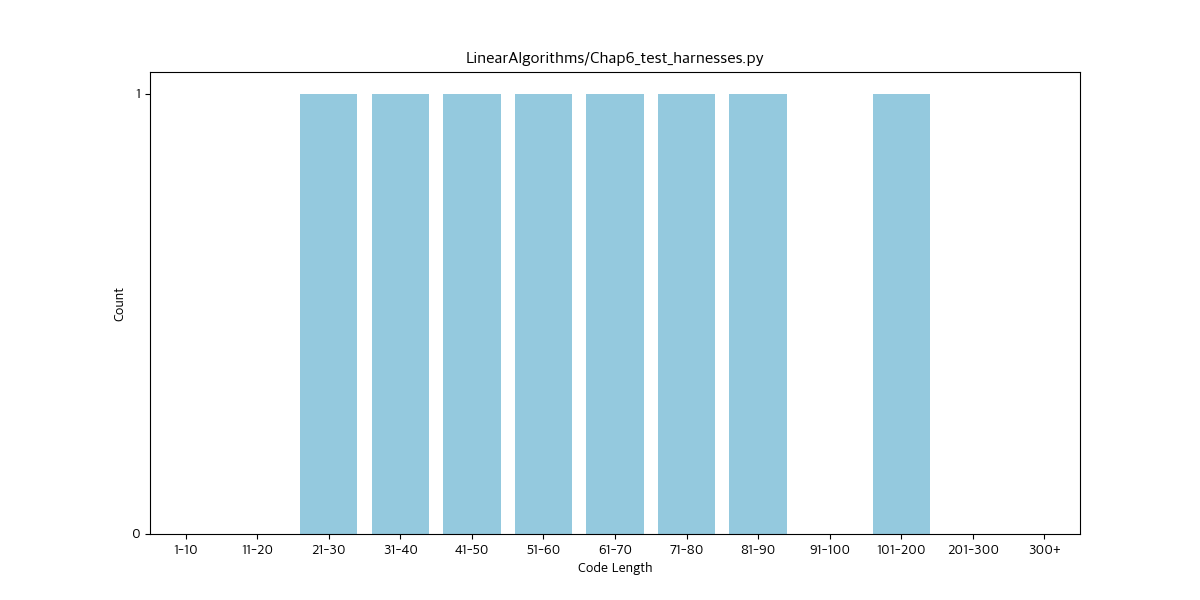 LinearAlgorithms/Chap6_test_harnesses.py
Count
1
0
1-10 11-20 21-30 31-40 41-50 51-60 61-70 71-80 81-90 91-100 101-200 201-300 300+
Code Length